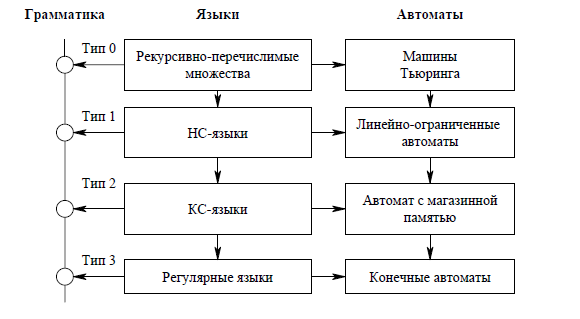 Грамматика Языки Автоматы
Тип 0
Рекурсивно-перечислимые
множества
Машины
Тьюринга
Тип 1
НС-языки
Линейно-ограниченные
автоматы
Тип 2
КС-языки
Автомат с магазинной
памятью
Тип 3
Регулярные языки
Конечные автоматы